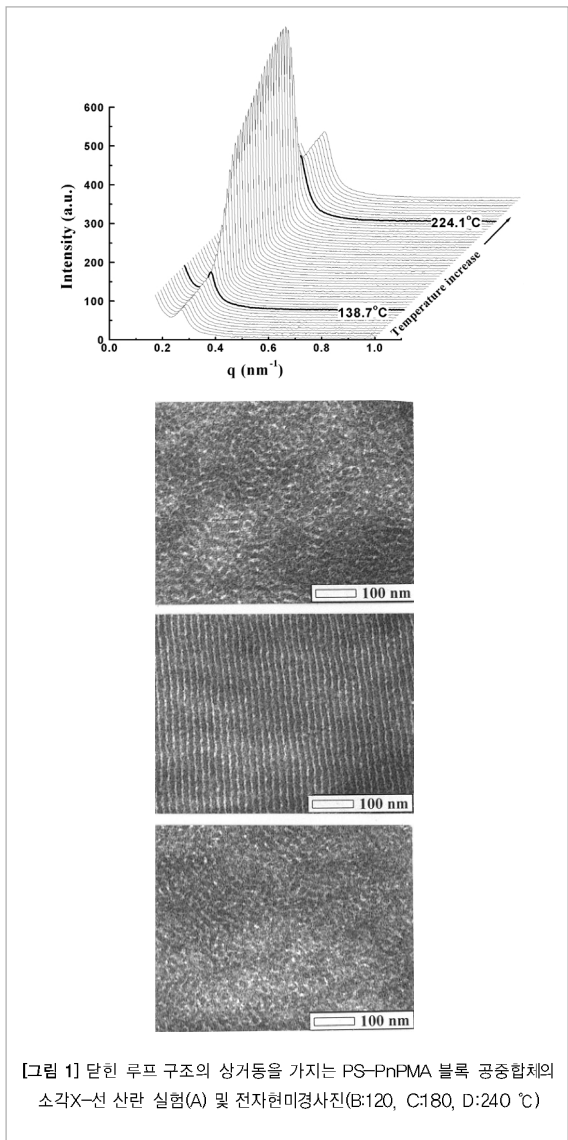 600
500
400
300
200
100
0
Intensity (a.u.)
224.1°C
138.7°C
Temperature increase
0.0 0.2 0.4 0.6 0.8 1.0
q (nm⁻¹)
100 nm
100 nm
100 nm
[그림 1] 닫힌 루프 구조의 상거동을 가지는 PS-PnPMA 블록 공중합체의
소각X-선 산란 실험(A) 및 전자현미경사진(B:120, C:180, D:240 ℃)